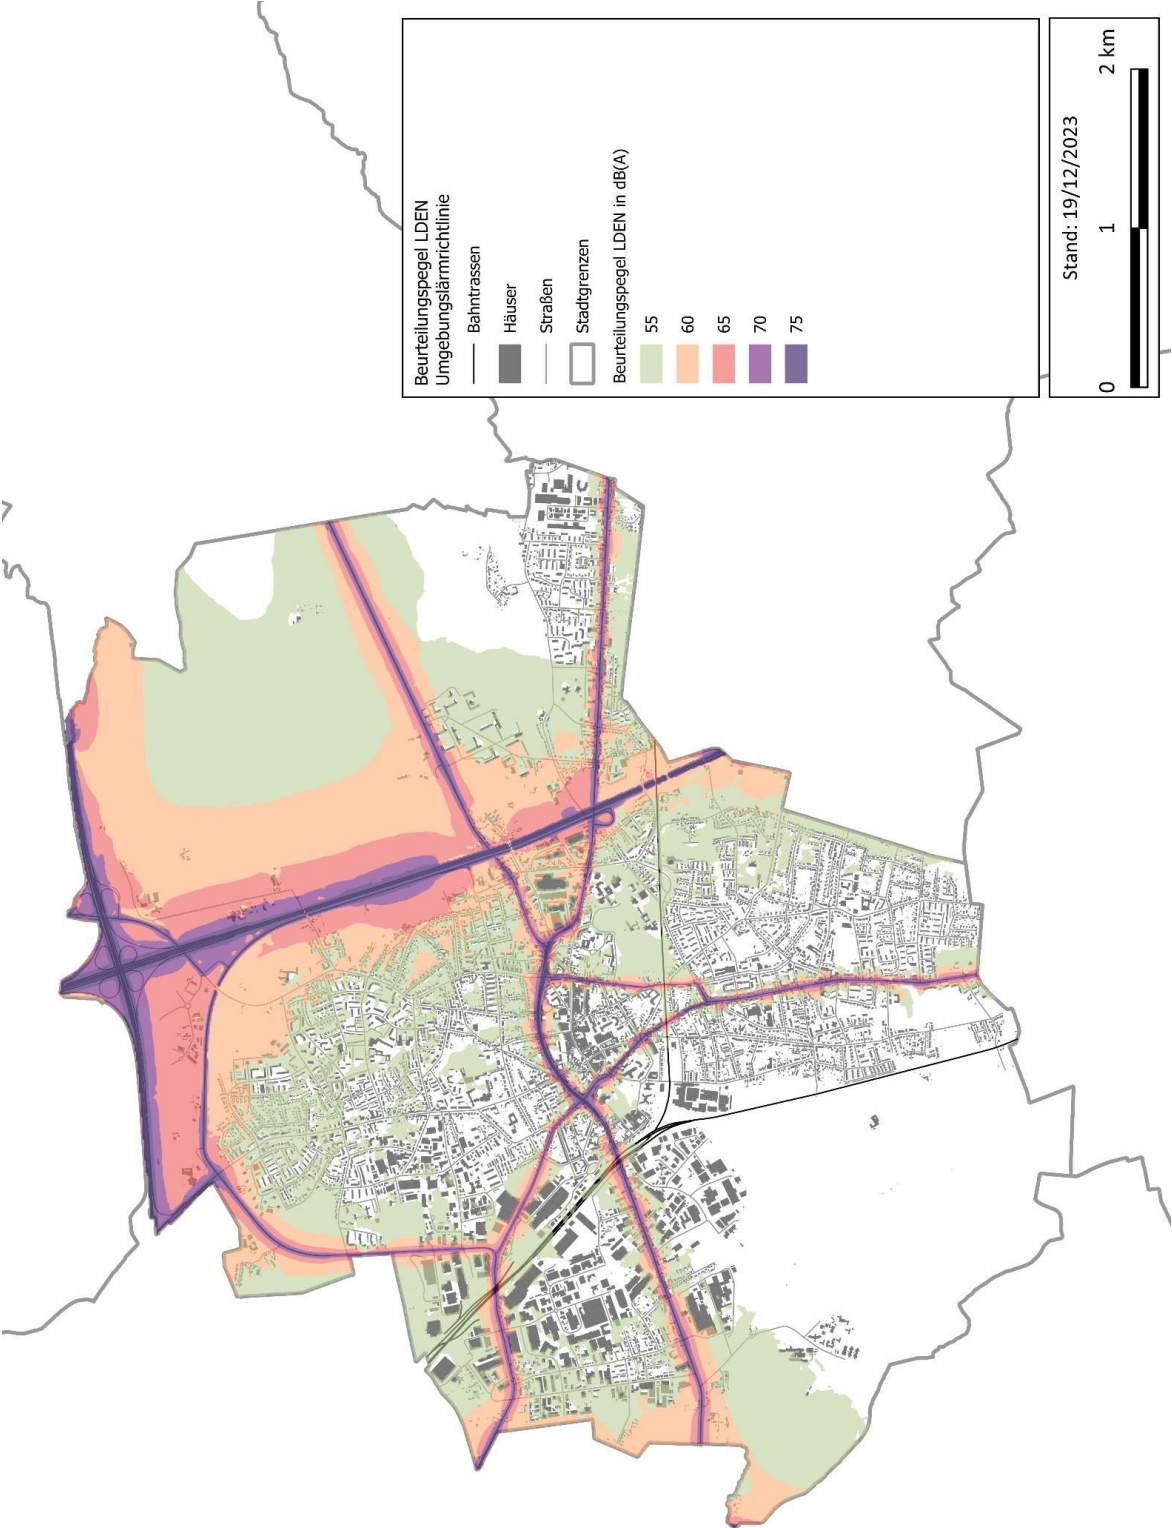 Beurteilungspegel LDEN
Umgebungslärmrichtlinie
Bahntrassen
Häuser
Straßen
Stadtgrenzen
Beurteilungspegel LDEN in dB(A)
55
60
65
70
75
Stand: 19/12/2023
0 1 2 km